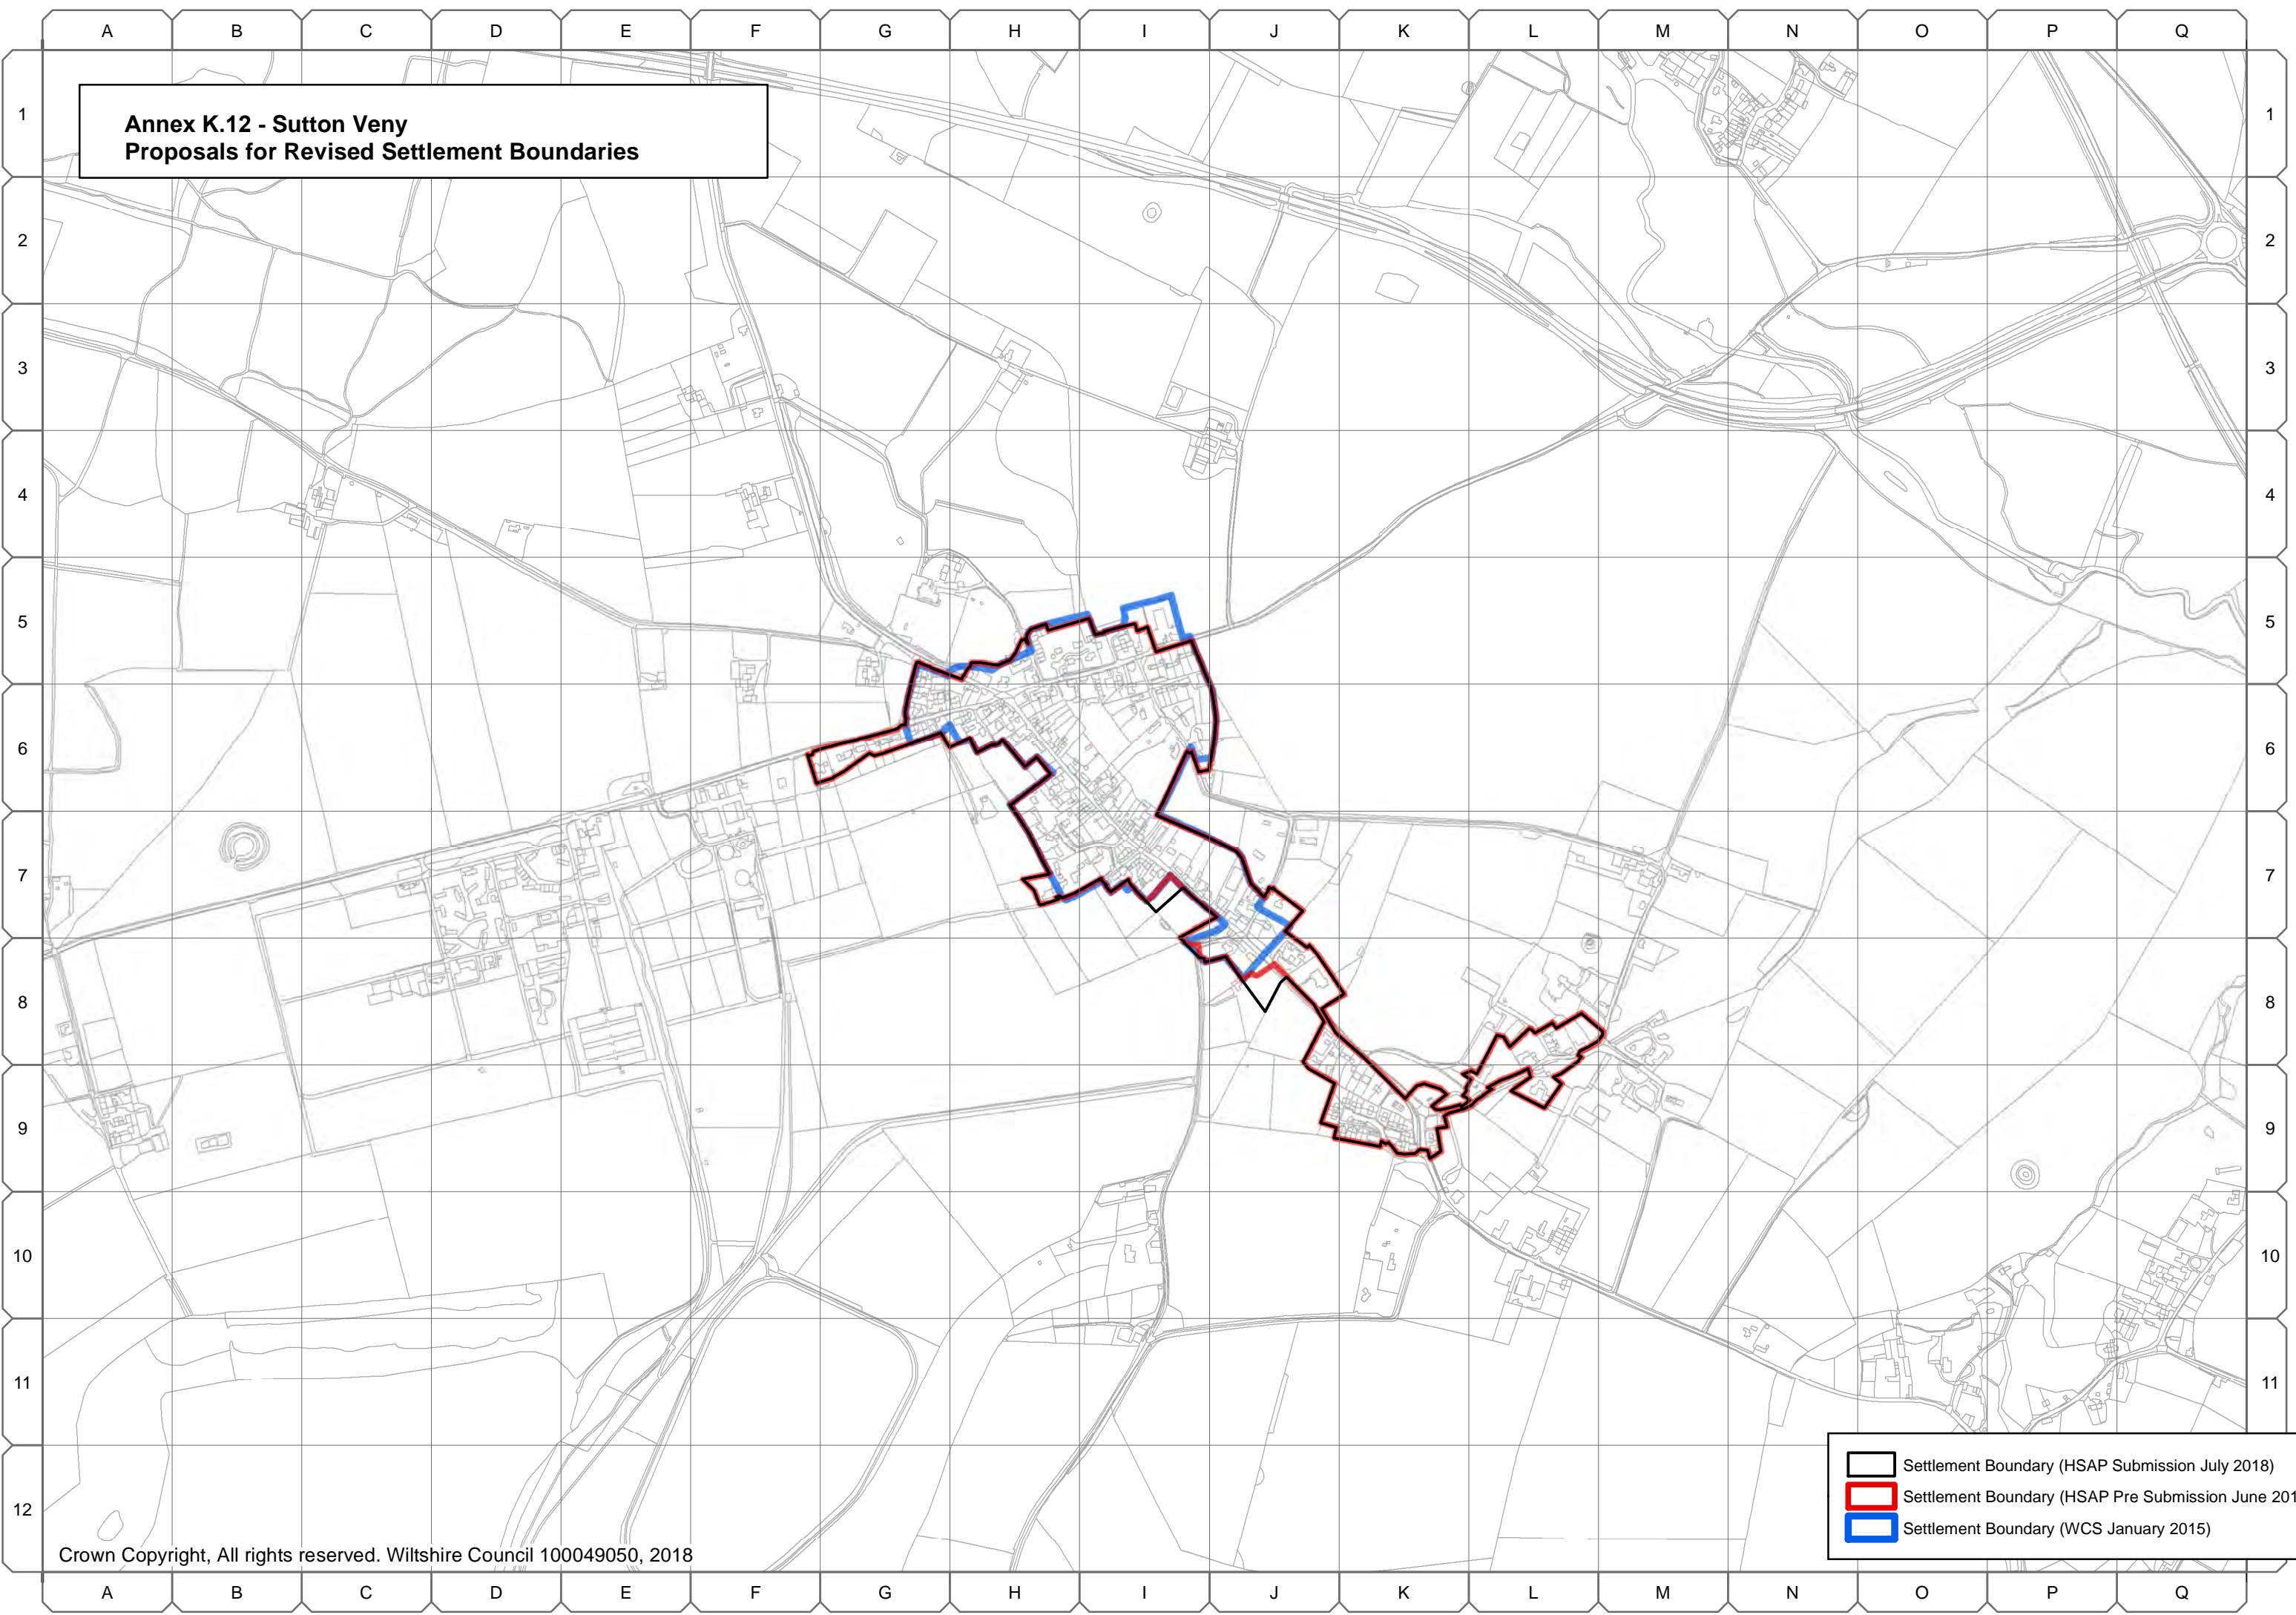 A B C D E F G H I J K L M N O P Q
1 1
Annex K.12 - Sutton Veny
Proposals for Revised Settlement Boundaries
2 2
3 3
4 4
5 5
6 6
7 7
8 8
9 9
10 10
11 11
12 12
Settlement Boundary (HSAP Submission July 2018)
Settlement Boundary (HSAP Pre Submission June 201
Settlement Boundary (WCS January 2015)
Crown Copyright, All rights reserved. Wiltshire Council 100049050, 2018
A B C D E F G H I J K L M N O P Q